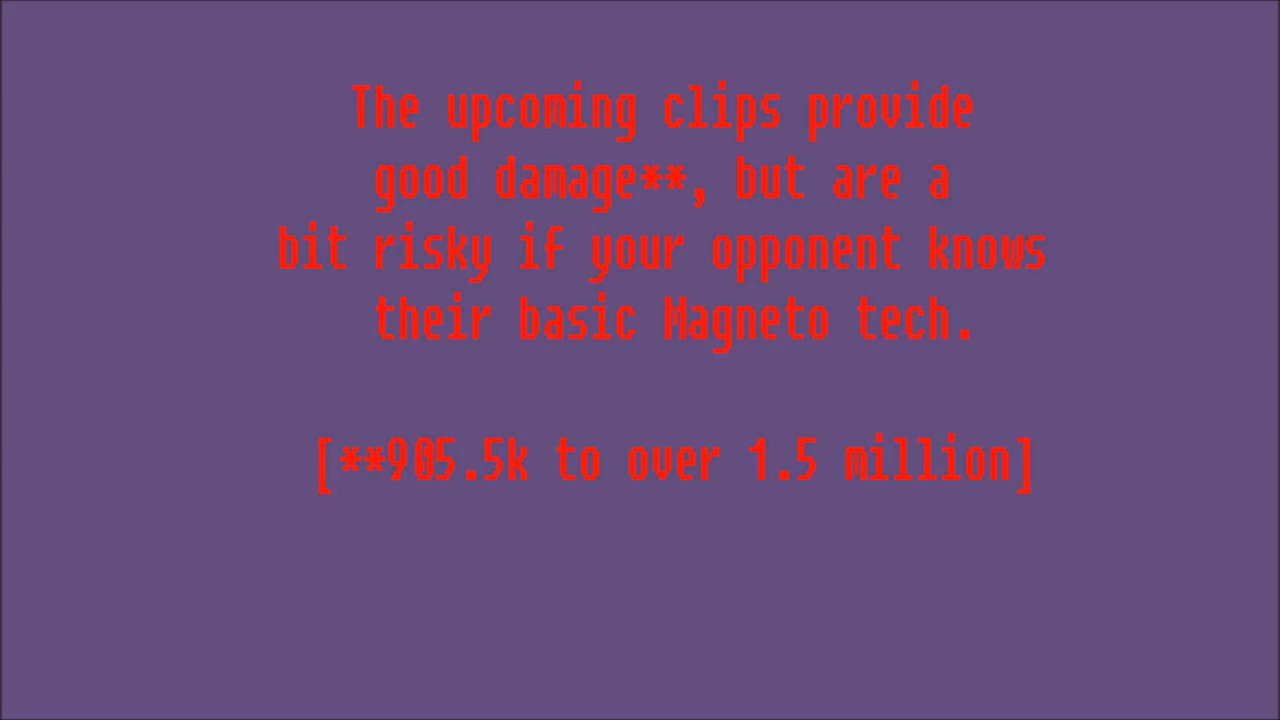 The upcoming clips provide
good damage**, but are a
bit risky if your opponent knows
their basic Magneto tech.
[**905.5k to over 1.5 million]